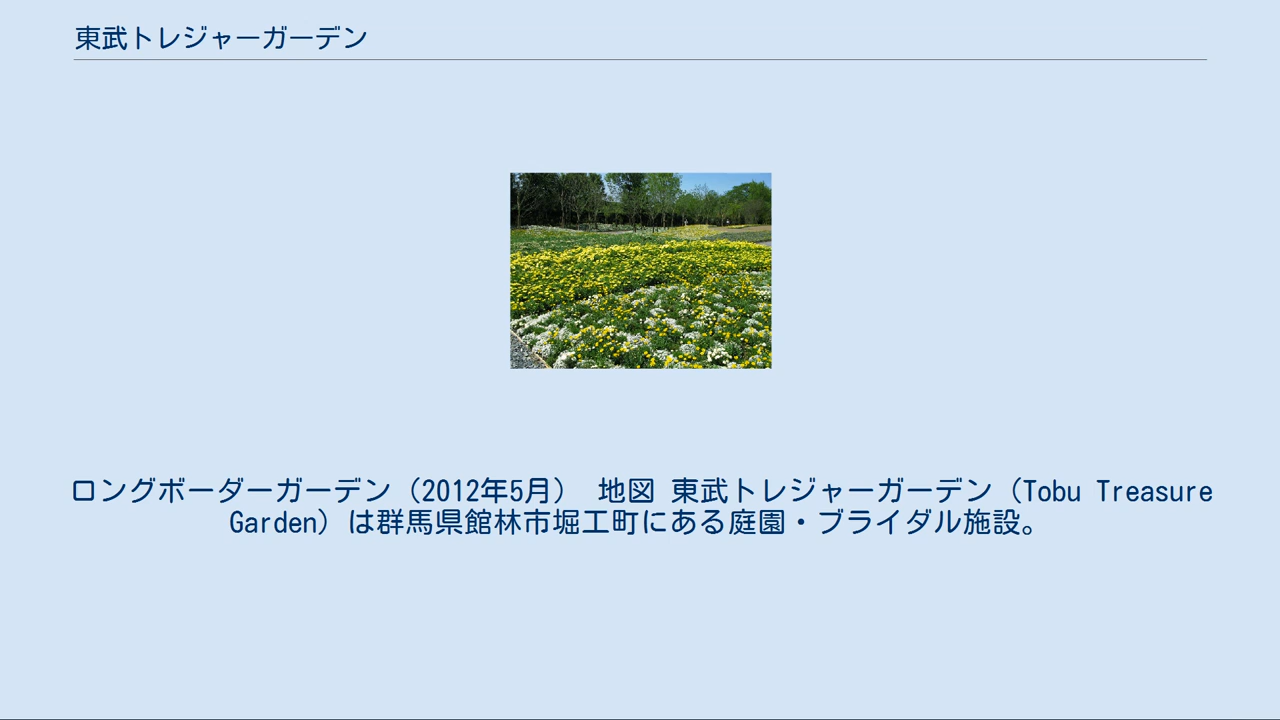 東武トレジャーガーデン
ロングボーダーガーデン（2012年5月） 地図 東武トレジャーガーデン（Tobu Treasure
Garden）は群馬県館林市堀工町にある庭園・ブライダル施設。